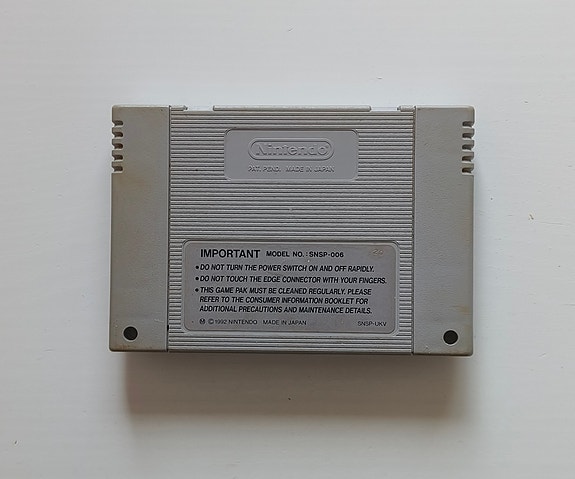 Nintendo
PAT. PEND. MADE IN JAPAN
IMPORTANT MODEL NO.: SNSP-006
• DO NOT TURN THE POWER SWITCH ON AND OFF RAPIDLY.
• DO NOT TOUCH THE EDGE CONNECTOR WITH YOUR FINGERS.
• THIS GAME PAK MUST BE CLEANED REGULARLY. PLEASE
REFER TO THE CONSUMER INFORMATION BOOKLET FOR
ADDITIONAL PRECAUTIONS AND MAINTENANCE DETAILS.
Ⓜ ©1992 NINTENDO MADE IN JAPAN SNSP-UKV